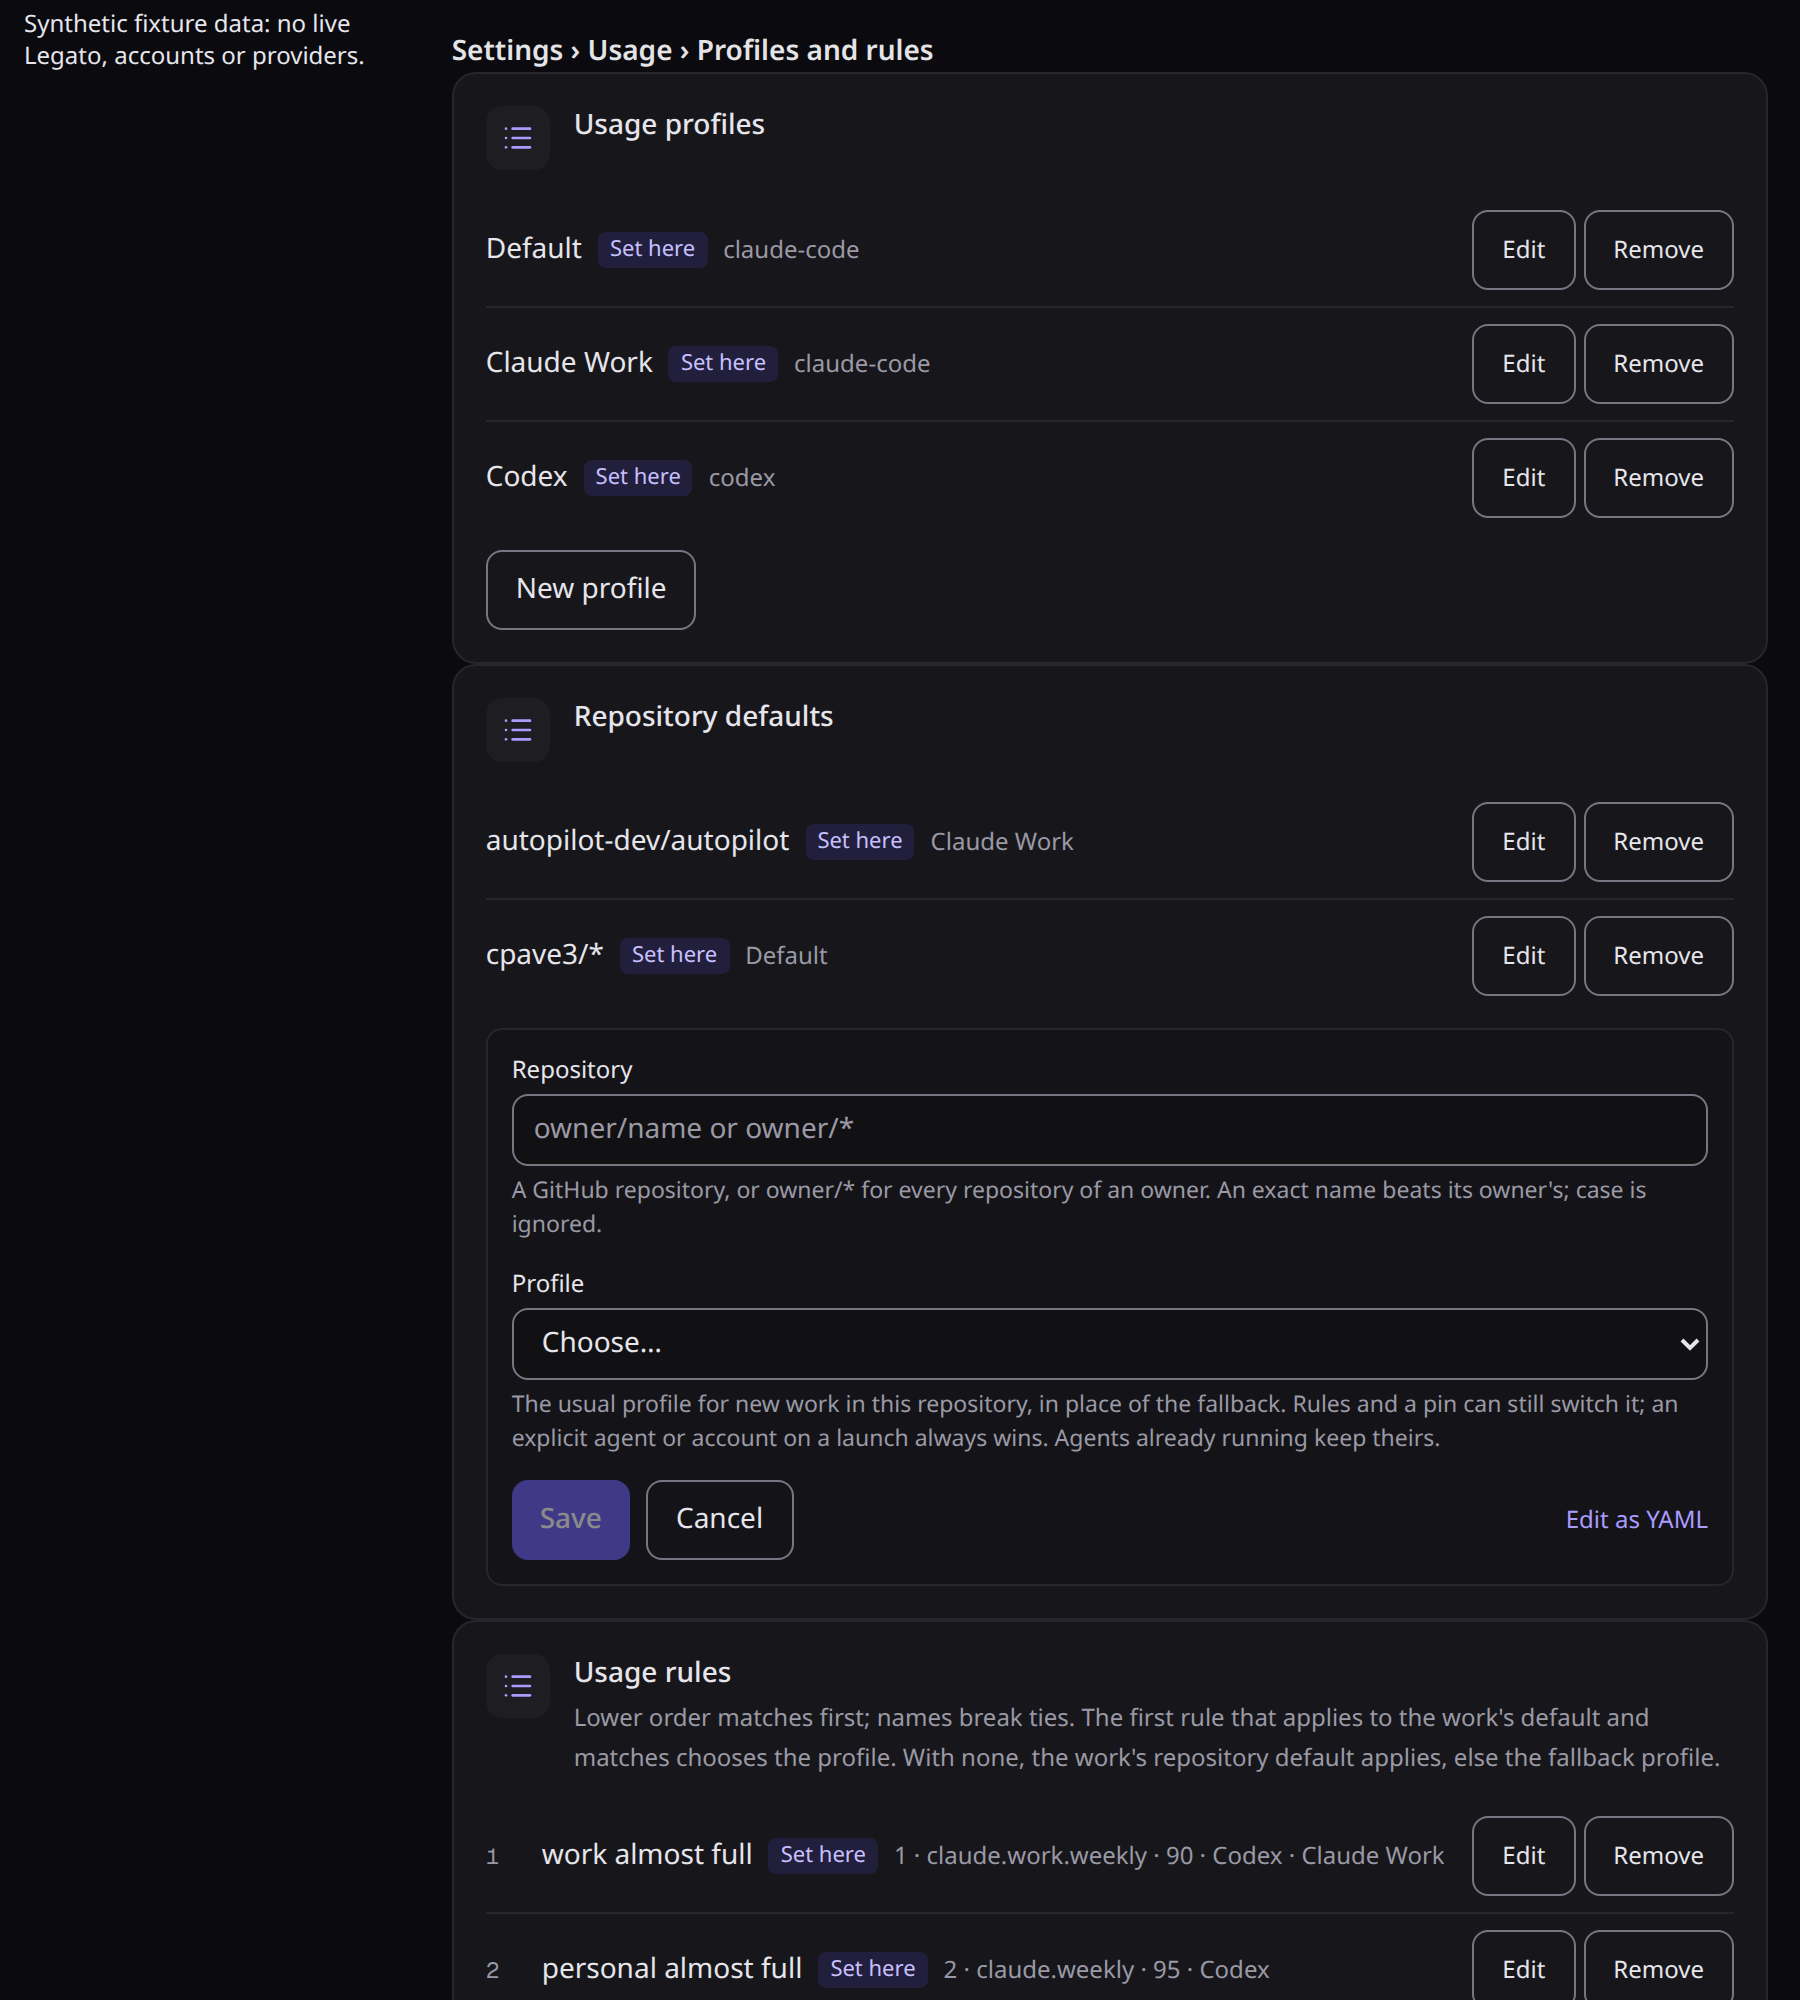 Synthetic fixture data: no live
Legato, accounts or providers.
Settings › Usage › Profiles and rules
Usage profiles
Default Set here claude-code Edit Remove
Claude Work Set here claude-code Edit Remove
Codex Set here codex Edit Remove
New profile
Repository defaults
autopilot-dev/autopilot Set here Claude Work Edit Remove
cpave3/* Set here Default Edit Remove
Repository
owner/name or owner/*
A GitHub repository, or owner/* for every repository of an owner. An exact name beats its owner's; case is
ignored.
Profile
Choose...
The usual profile for new work in this repository, in place of the fallback. Rules and a pin can still switch it; an
explicit agent or account on a launch always wins. Agents already running keep theirs.
Save Cancel Edit as YAML
Usage rules
Lower order matches first; names break ties. The first rule that applies to the work's default and
matches chooses the profile. With none, the work's repository default applies, else the fallback profile.
1 work almost full Set here 1 · claude.work.weekly · 90 · Codex · Claude Work Edit Remove
2 personal almost full Set here 2 · claude.weekly · 95 · Codex Edit Remove